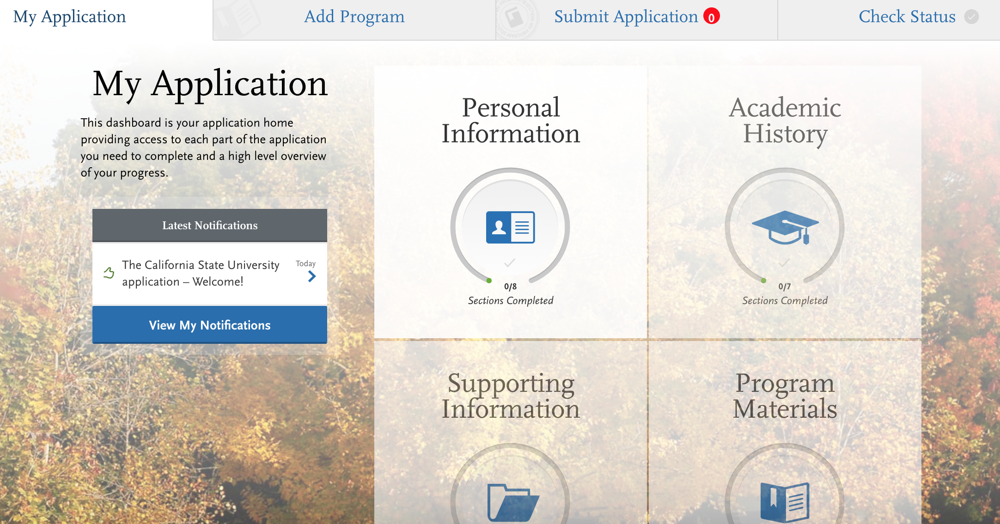 My Application
Add Program
Submit Application 0
Check Status
My Application
This dashboard is your application home
providing access to each part of the application
you need to complete and a high level overview
of your progress.
Latest Notifications
The California State University
application – Welcome!
Today
View My Notifications
Personal
Information
0/8
Sections Completed
Academic
History
0/7
Sections Completed
Supporting
Information
Program
Materials